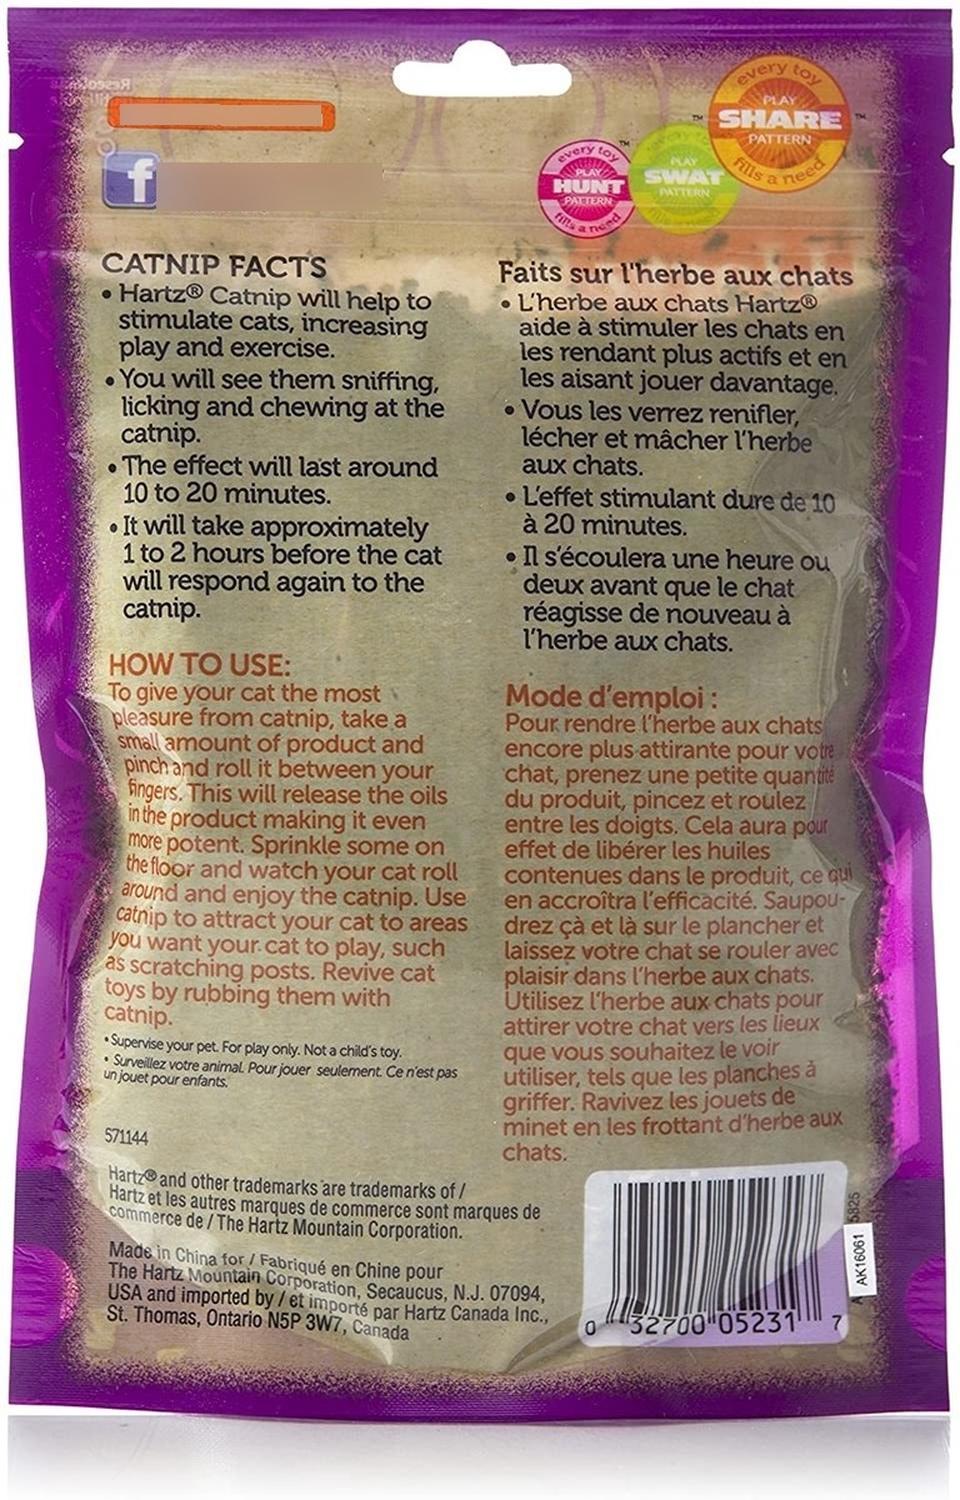 every toy
PLAY
SHARE
PATTERN
fills a need
™
every toy
PLAY
SWAT
PATTERN
™
every toy
PLAY
HUNT
PATTERN
fills a need
™
f
CATNIP FACTS
• Hartz® Catnip will help to
stimulate cats, increasing
play and exercise.
• You will see them sniffing,
licking and chewing at the
catnip.
• The effect will last around
10 to 20 minutes.
• It will take approximately
1 to 2 hours before the cat
will respond again to the
catnip.
HOW TO USE:
To give your cat the most
pleasure from catnip, take a
small amount of product and
pinch and roll it between your
fingers. This will release the oils
in the product making it even
more potent. Sprinkle some on
the floor and watch your cat roll
around and enjoy the catnip. Use
catnip to attract your cat to areas
you want your cat to play, such
as scratching posts. Revive cat
toys by rubbing them with
catnip.
• Supervise your pet. For play only. Not a child's toy.
• Surveillez votre animal. Pour jouer seulement. Ce n'est pas
un jouet pour enfants.
571144
Faits sur l'herbe aux chats
• L'herbe aux chats Hartz®
aide à stimuler les chats en
les rendant plus actifs et en
les aisant jouer davantage.
• Vous les verrez renifler,
lécher et mâcher l'herbe
aux chats.
• L'effet stimulant dure de 10
à 20 minutes.
• Il s'écoulera une heure ou
deux avant que le chat
réagisse de nouveau à
l'herbe aux chats.
Mode d'emploi :
Pour rendre l'herbe aux chats
encore plus attirante pour votre
chat, prenez une petite quantité
du produit, pincez et roulez
entre les doigts. Cela aura pour
effet de libérer les huiles
contenues dans le produit, ce qui
en accroîtra l'efficacité. Saupou-
drez çà et là sur le plancher et
laissez votre chat se rouler avec
plaisir dans l'herbe aux chats.
Utilisez l'herbe aux chats pour
attirer votre chat vers les lieux
que vous souhaitez le voir
utiliser, tels que les planches à
griffer. Ravivez les jouets de
minet en les frottant d'herbe aux
chats.
Hartz® and other trademarks are trademarks of /
Hartz et les autres marques de commerce sont marques de
commerce de / The Hartz Mountain Corporation.
Made in China for / Fabriqué en Chine pour
The Hartz Mountain Corporation, Secaucus, N.J. 07094,
USA and imported by / et importé par Hartz Canada Inc.,
St. Thomas, Ontario N5P 3W7, Canada
0 32700 05231 7
AK16061